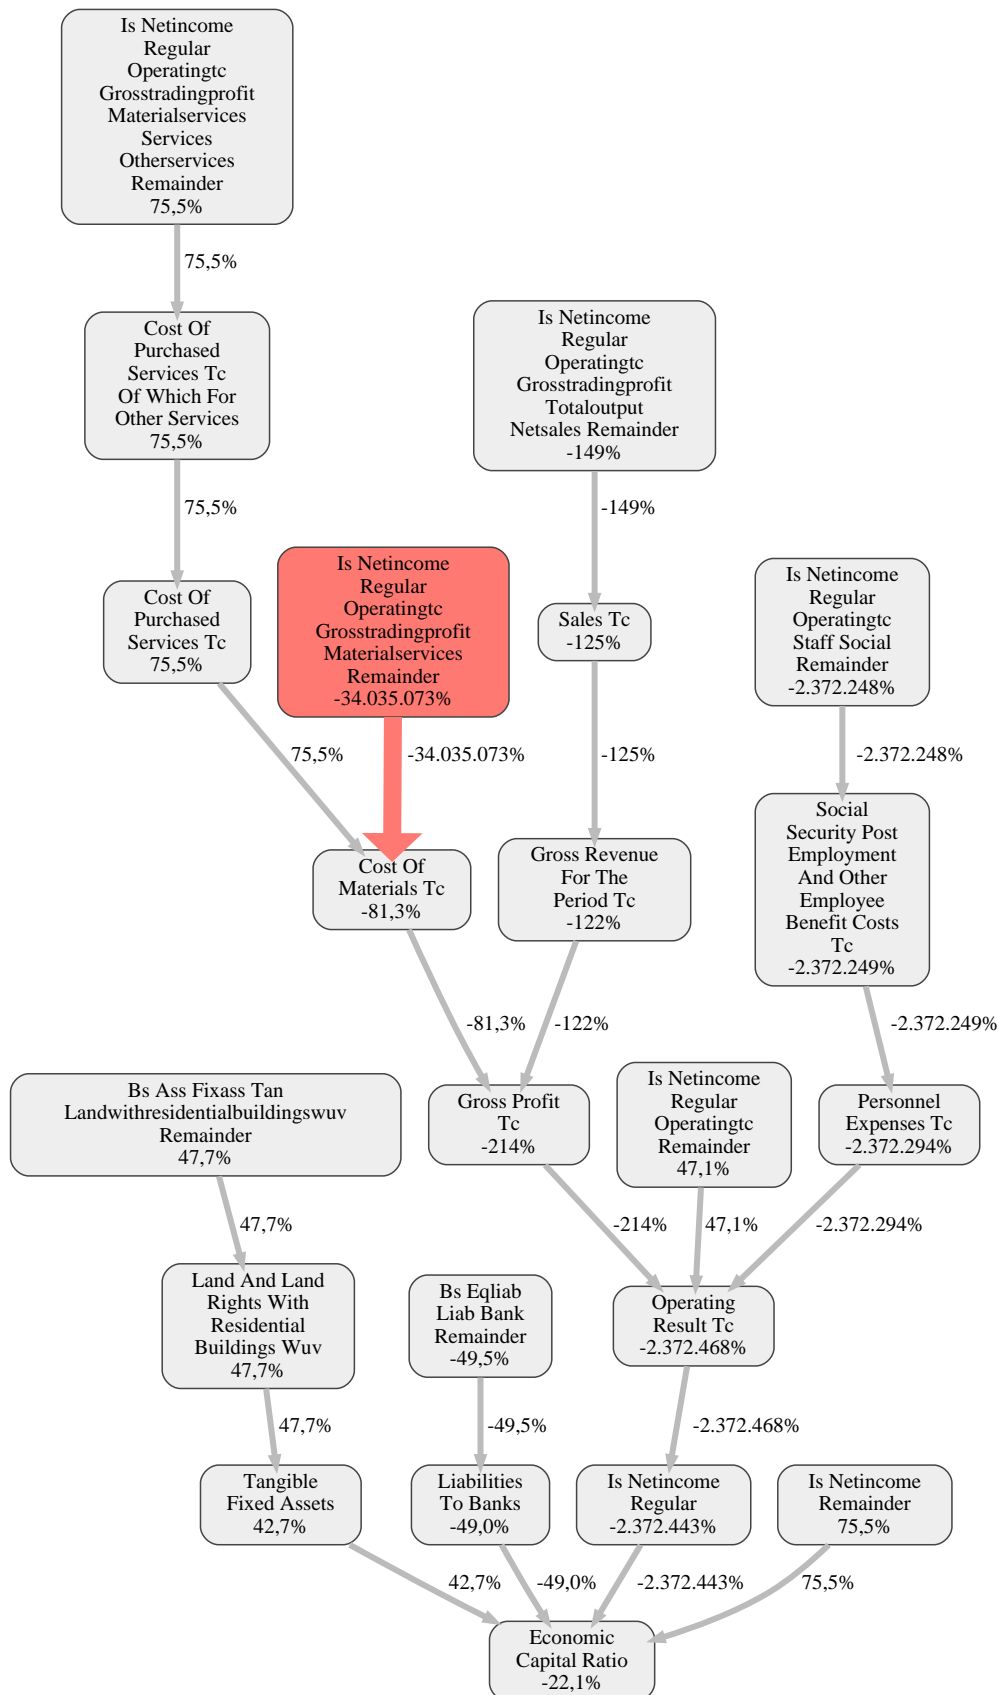 Is Netincome
Regular
Operatingtc
Grosstradingprofit
Materialservices
Services
Otherservices
Remainder
75,5%
75,5%
Cost Of
Purchased
Services Tc
Of Which For
Other Services
75,5%
Is Netincome
Regular
Operatingtc
Grosstradingprofit
Totaloutput
Netsales Remainder
-149%
75,5%
-149%
Cost Of
Purchased
Services Tc
75,5%
Is Netincome
Regular
Operatingtc
Grosstradingprofit
Materialservices
Remainder
-34.035.073%
Sales Tc
-125%
Is Netincome
Regular
Operatingtc
Staff Social
Remainder
-2.372.248%
75,5%
-34.035.073%
-125%
-2.372.248%
Cost Of
Materials Tc
-81,3%
Gross Revenue
For The
Period Tc
-122%
Social
Security Post
Employment
And Other
Employee
Benefit Costs
Tc
-2.372.249%
-81,3%
-122%
-2.372.249%
Bs Ass Fixass Tan
Landwithresidentialbuildingswuv
Remainder
47,7%
Gross Profit
Tc
-214%
Is Netincome
Regular
Operatingtc
Remainder
47,1%
Personnel
Expenses Tc
-2.372.294%
47,7%
-214%
47,1%
-2.372.294%
Land And Land
Rights With
Residential
Buildings Wuv
47,7%
Bs Eqliab
Liab Bank
Remainder
-49,5%
Operating
Result Tc
-2.372.468%
47,7%
-49,5%
-2.372.468%
Tangible
Fixed Assets
42,7%
Liabilities
To Banks
-49,0%
Is Netincome
Regular
-2.372.443%
Is Netincome
Remainder
75,5%
42,7%
-49,0%
-2.372.443%
75,5%
Economic
Capital Ratio
-22,1%